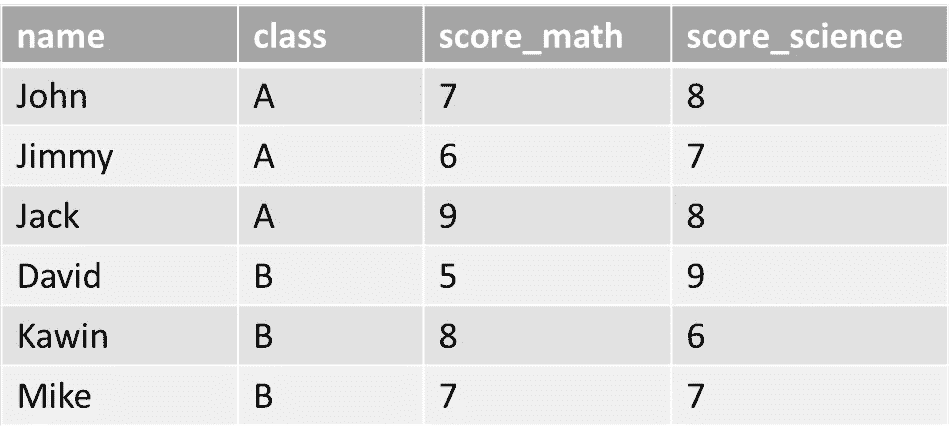 name class score_math score_science
John A 7 8
Jimmy A 6 7
Jack A 9 8
David B 5 9
Kawin B 8 6
Mike B 7 7